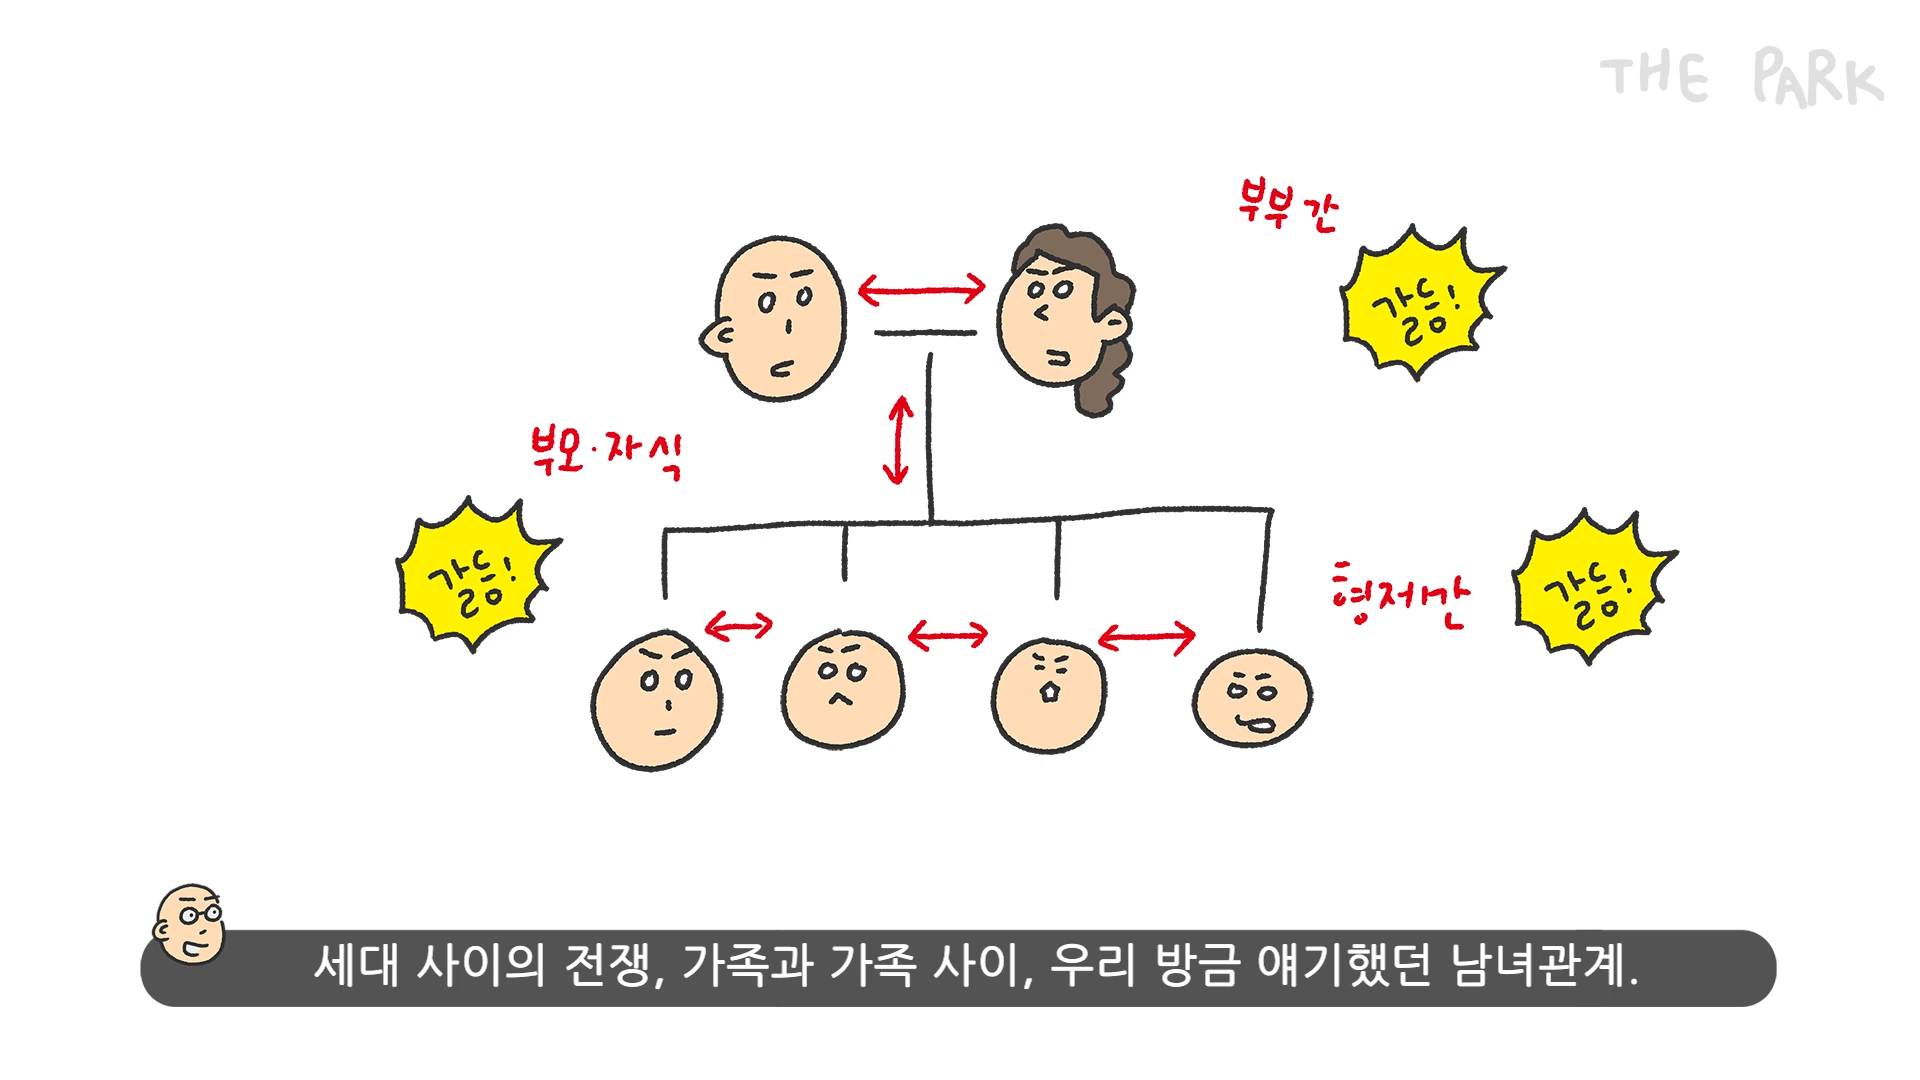 THE PARK
부부간
갈등!
부모·자식
갈등!
형제간
갈등!
세대 사이의 전쟁, 가족과 가족 사이, 우리 방금 얘기했던 남녀관계.